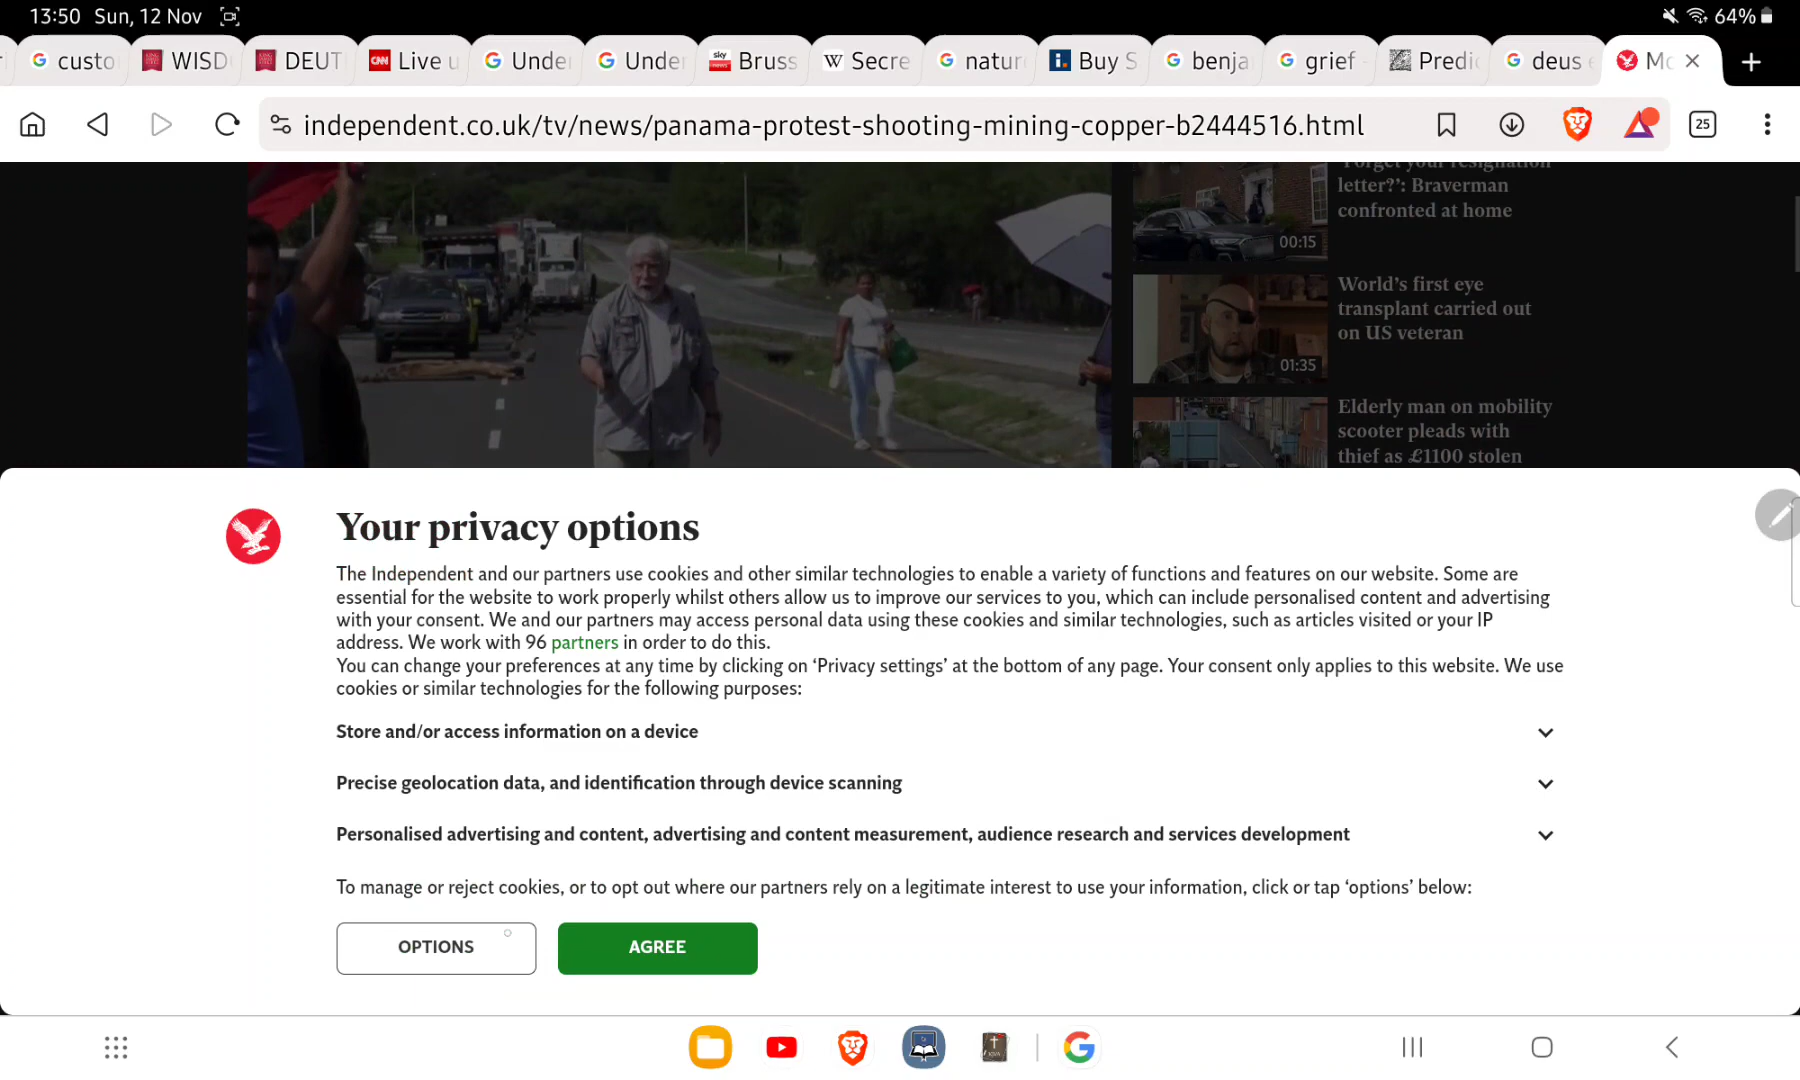 13:50 Sun, 12 Nov 64%
custo WISD DEUT CNN Live u Unde Unde sky news Bruss W Secre natur i. Buy S benja grief Predic deus e Mo
independent.co.uk/tv/news/panama-protest-shooting-mining-copper-b2444516.html 25
'Forget your resignation
letter?': Braverman
confronted at home
00:15
World's first eye
transplant carried out
on US veteran
01:35
Elderly man on mobility
scooter pleads with
thief as £1100 stolen
Your privacy options
The Independent and our partners use cookies and other similar technologies to enable a variety of functions and features on our website. Some are
essential for the website to work properly whilst others allow us to improve our services to you, which can include personalised content and advertising
with your consent. We and our partners may access personal data using these cookies and similar technologies, such as articles visited or your IP
address. We work with 96 partners in order to do this.
You can change your preferences at any time by clicking on ‘Privacy settings’ at the bottom of any page. Your consent only applies to this website. We use
cookies or similar technologies for the following purposes:
Store and/or access information on a device
Precise geolocation data, and identification through device scanning
Personalised advertising and content, advertising and content measurement, audience research and services development
To manage or reject cookies, or to opt out where our partners rely on a legitimate interest to use your information, click or tap ‘options’ below:
OPTIONS AGREE